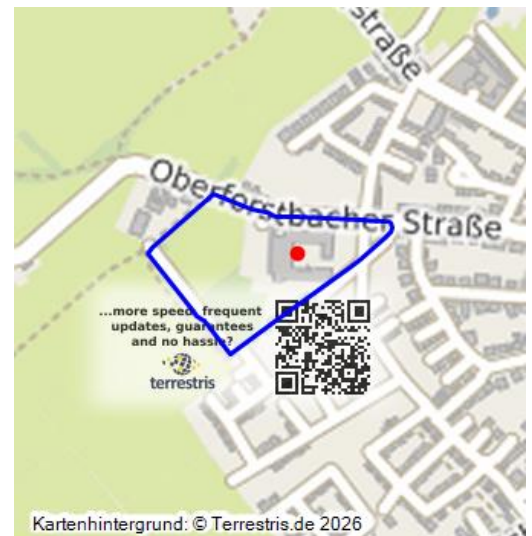 straße
Oberforstbacher Straße
...more speed, frequent
updates, guarantees
and no hassle?
terrestris
Kartenhintergrund: © Terrestris.de 2026